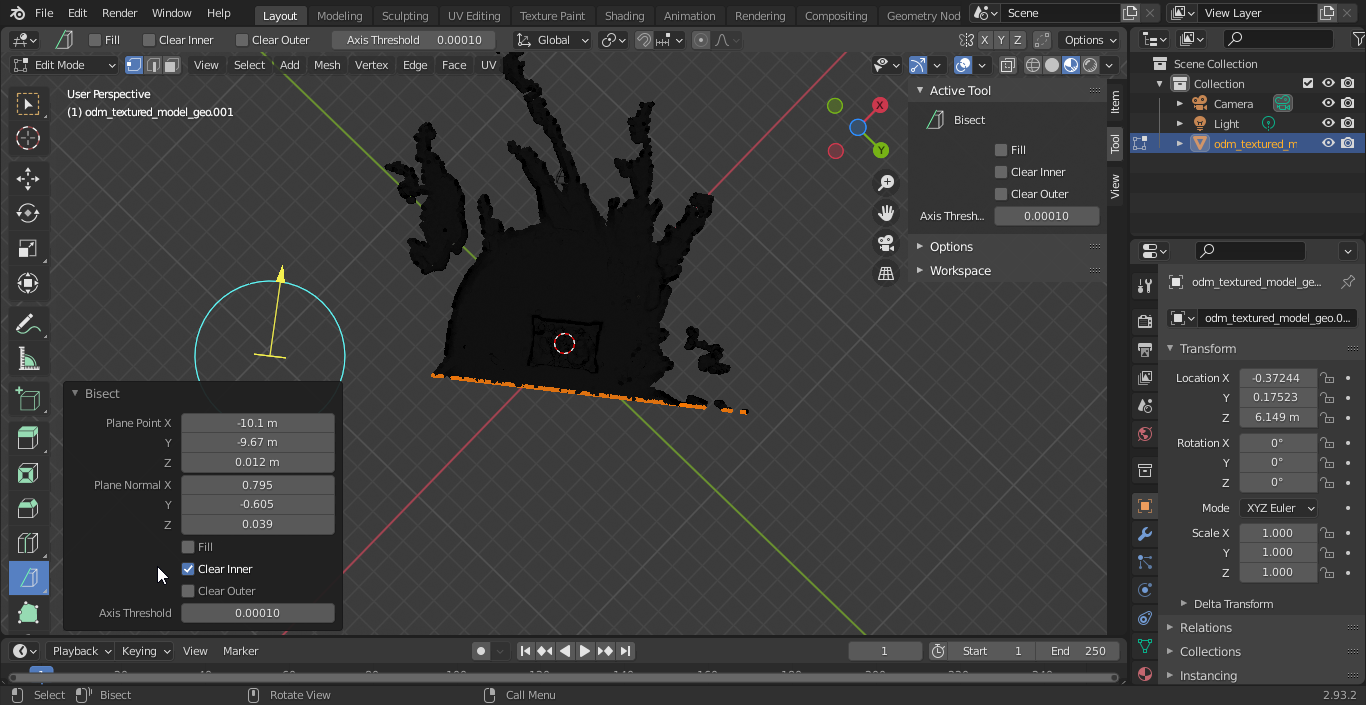 File Edit Render Window Help Layout Modeling Sculpting UV Editing Texture Paint Shading Animation Rendering Compositing Geometry Nod Scene View Layer
Fill Clear Inner Clear Outer Axis Threshold 0.00010 Global X Y Z Options
Edit Mode View Select Add Mesh Vertex Edge Face UV
User Perspective
(1) odm_textured_model_geo.001
X
Y
Active Tool
Bisect
Fill
Clear Inner
Clear Outer
Axis Thresh... 0.00010
Options
Workspace
Item
Tool
View
Scene Collection
Collection
Camera
Light
odm_textured_m
odm_textured_model_ge...
odm_textured_model_geo.0...
Transform
Location X -0.37244
Y 0.17523
Z 6.149 m
Rotation X 0°
Y 0°
Z 0°
Mode XYZ Euler
Scale X 1.000
Y 1.000
Z 1.000
Delta Transform
Relations
Collections
Instancing
Bisect
Plane Point X -10.1 m
Y -9.67 m
Z 0.012 m
Plane Normal X 0.795
Y -0.605
Z 0.039
Fill
Clear Inner
Clear Outer
Axis Threshold 0.00010
Playback Keying View Marker 1 Start 1 End 250
Select Bisect Rotate View Call Menu 2.93.2